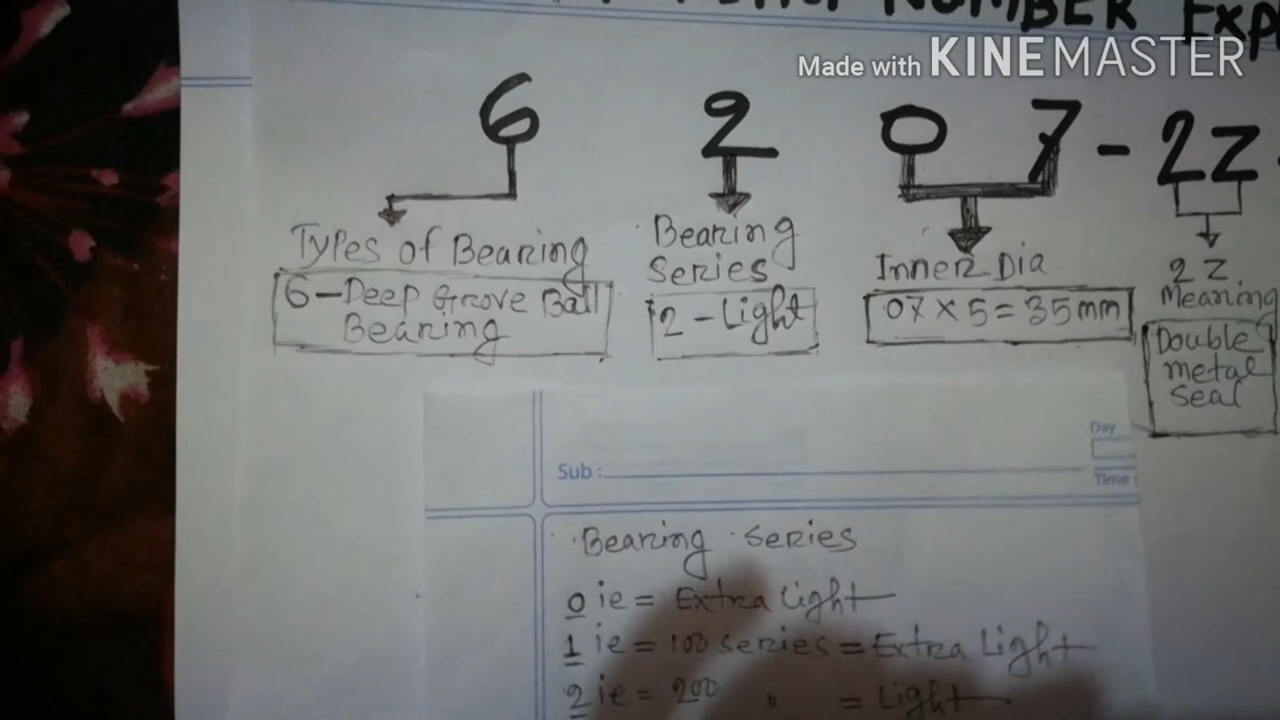 NUMBER Exp
Made with KINEMASTER
6 2 0 7 - 2Z
Types of Bearing
6-Deep Grove Ball
Bearing
Bearing
Series
2-Light
Inner Dia
07 x 5 = 35mm
2Z
Meaning
Double
metal
Seal
Day
Sub :
Time :
Bearing Series
0 ie = Extra Light
1 ie = 100 series = Extra Light
2 ie = 200 " = Light